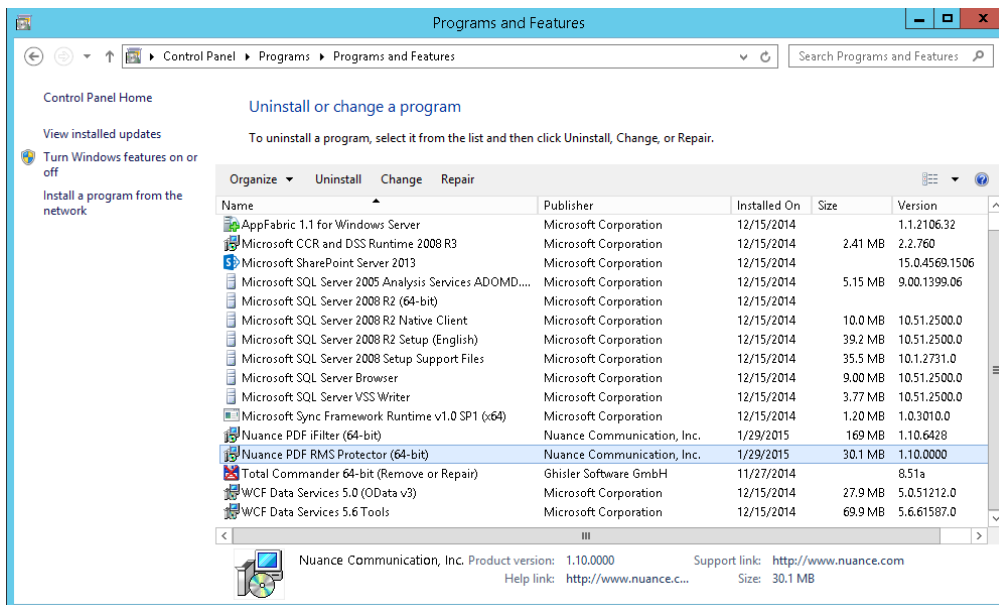 Programs and Features
x
Control Panel Programs Programs and Features
Search Programs and Features
Control Panel Home
Uninstall or change a program
View installed updates
To uninstall a program, select it from the list and then click Uninstall, Change, or Repair.
Turn Windows features on or
off
Organize Uninstall Change Repair
Install a program from the
network
Name Publisher Installed On Size Version
AppFabric 1.1 for Windows Server Microsoft Corporation 12/15/2014 1.1.2106.32
Microsoft CCR and DSS Runtime 2008 R3 Microsoft Corporation 12/15/2014 2.41 MB 2.2.760
Microsoft SharePoint Server 2013 Microsoft Corporation 12/15/2014 15.0.4569.1506
Microsoft SQL Server 2005 Analysis Services ADOMD.... Microsoft Corporation 12/15/2014 5.15 MB 9.00.1399.06
Microsoft SQL Server 2008 R2 (64-bit) Microsoft Corporation 12/15/2014
Microsoft SQL Server 2008 R2 Native Client Microsoft Corporation 12/15/2014 10.0 MB 10.51.2500.0
Microsoft SQL Server 2008 R2 Setup (English) Microsoft Corporation 12/15/2014 39.2 MB 10.51.2500.0
Microsoft SQL Server 2008 Setup Support Files Microsoft Corporation 12/15/2014 35.5 MB 10.1.2731.0
Microsoft SQL Server Browser Microsoft Corporation 12/15/2014 9.00 MB 10.51.2500.0
Microsoft SQL Server VSS Writer Microsoft Corporation 12/15/2014 3.77 MB 10.51.2500.0
Microsoft Sync Framework Runtime v1.0 SP1 (x64) Microsoft Corporation 12/15/2014 1.20 MB 1.0.3010.0
Nuance PDF iFilter (64-bit) Nuance Communication, Inc. 1/29/2015 169 MB 1.10.6428
Nuance PDF RMS Protector (64-bit) Nuance Communication, Inc. 1/29/2015 30.1 MB 1.10.0000
Total Commander 64-bit (Remove or Repair) Ghisler Software GmbH 11/27/2014 8.51a
WCF Data Services 5.0 (OData v3) Microsoft Corporation 12/15/2014 27.9 MB 5.0.51212.0
WCF Data Services 5.6 Tools Microsoft Corporation 12/15/2014 69.9 MB 5.6.61587.0
Nuance Communication, Inc. Product version: 1.10.0000 Support link: http://www.nuance.com
Help link: http://www.nuance.c... Size: 30.1 MB